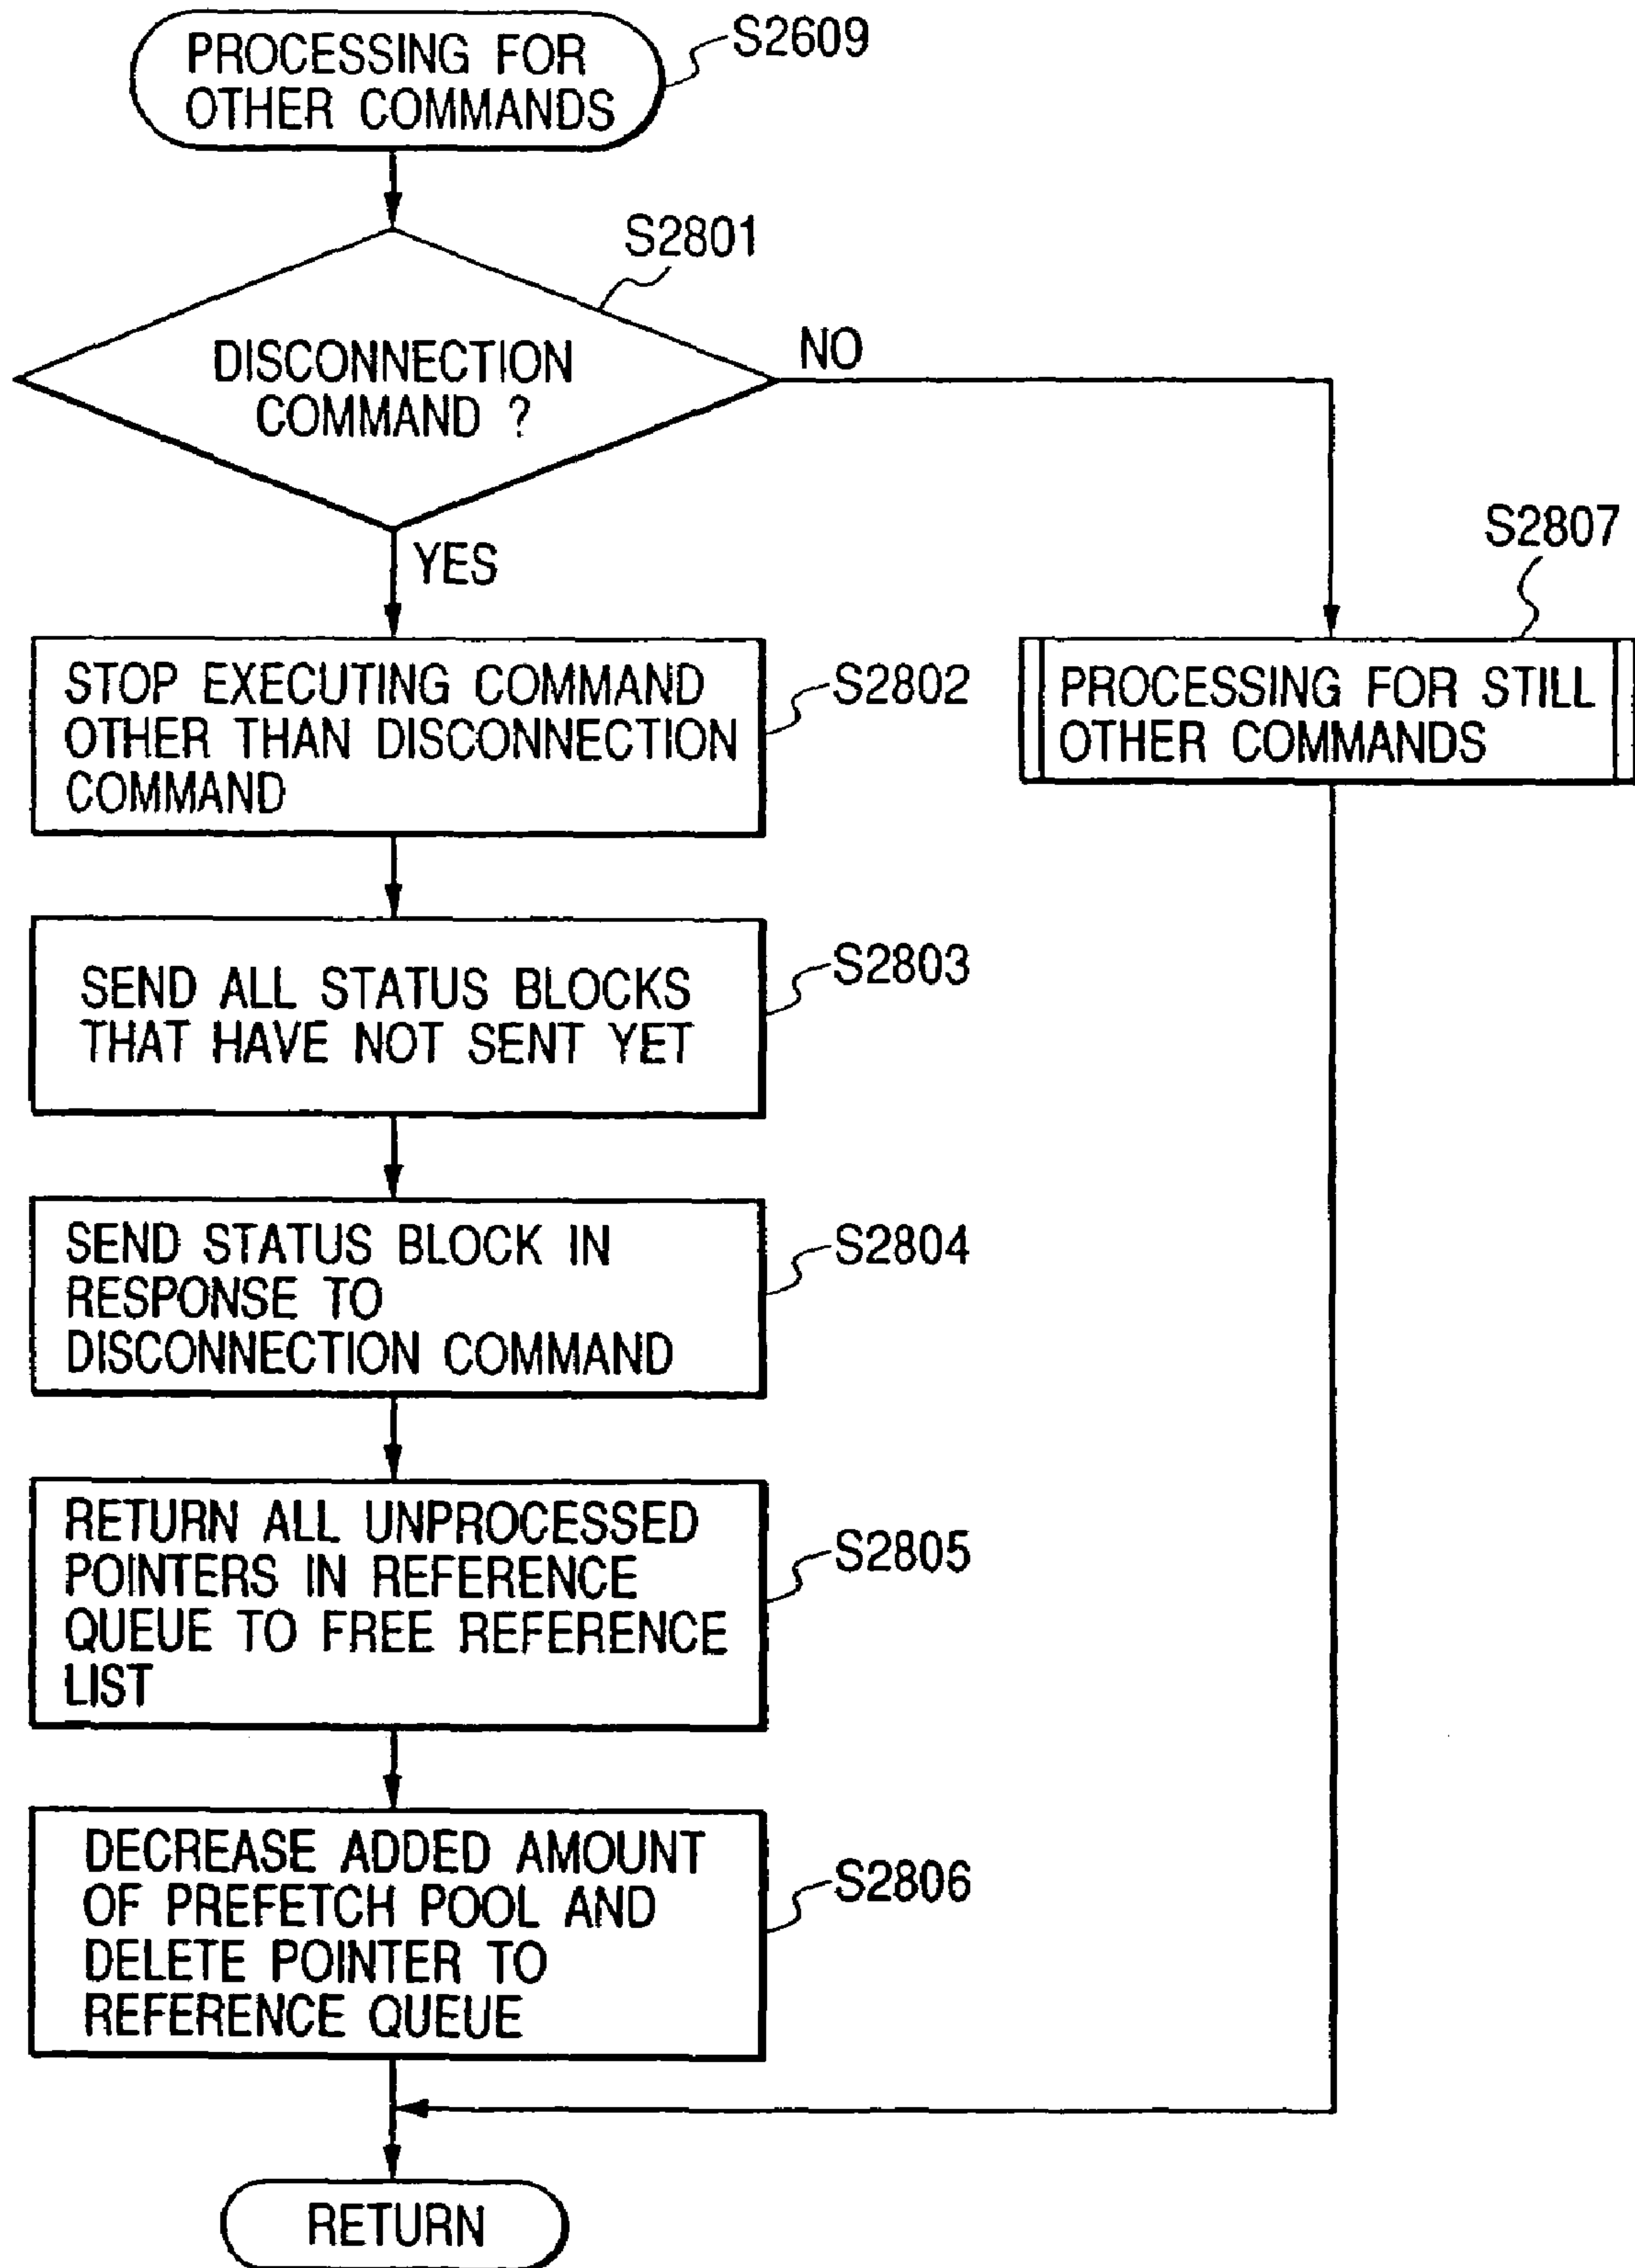 PROCESSING FOR
OTHER COMMANDS
S2609
S2801
DISCONNECTION
COMMAND ?
NO
YES
S2807
STOP EXECUTING COMMAND
OTHER THAN DISCONNECTION
COMMAND
S2802
PROCESSING FOR STILL
OTHER COMMANDS
SEND ALL STATUS BLOCKS
THAT HAVE NOT SENT YET
S2803
SEND STATUS BLOCK IN
RESPONSE TO
DISCONNECTION COMMAND
S2804
RETURN ALL UNPROCESSED
POINTERS IN REFERENCE
QUEUE TO FREE REFERENCE
LIST
S2805
DECREASE ADDED AMOUNT
OF PREFETCH POOL AND
DELETE POINTER TO
REFERENCE QUEUE
S2806
RETURN